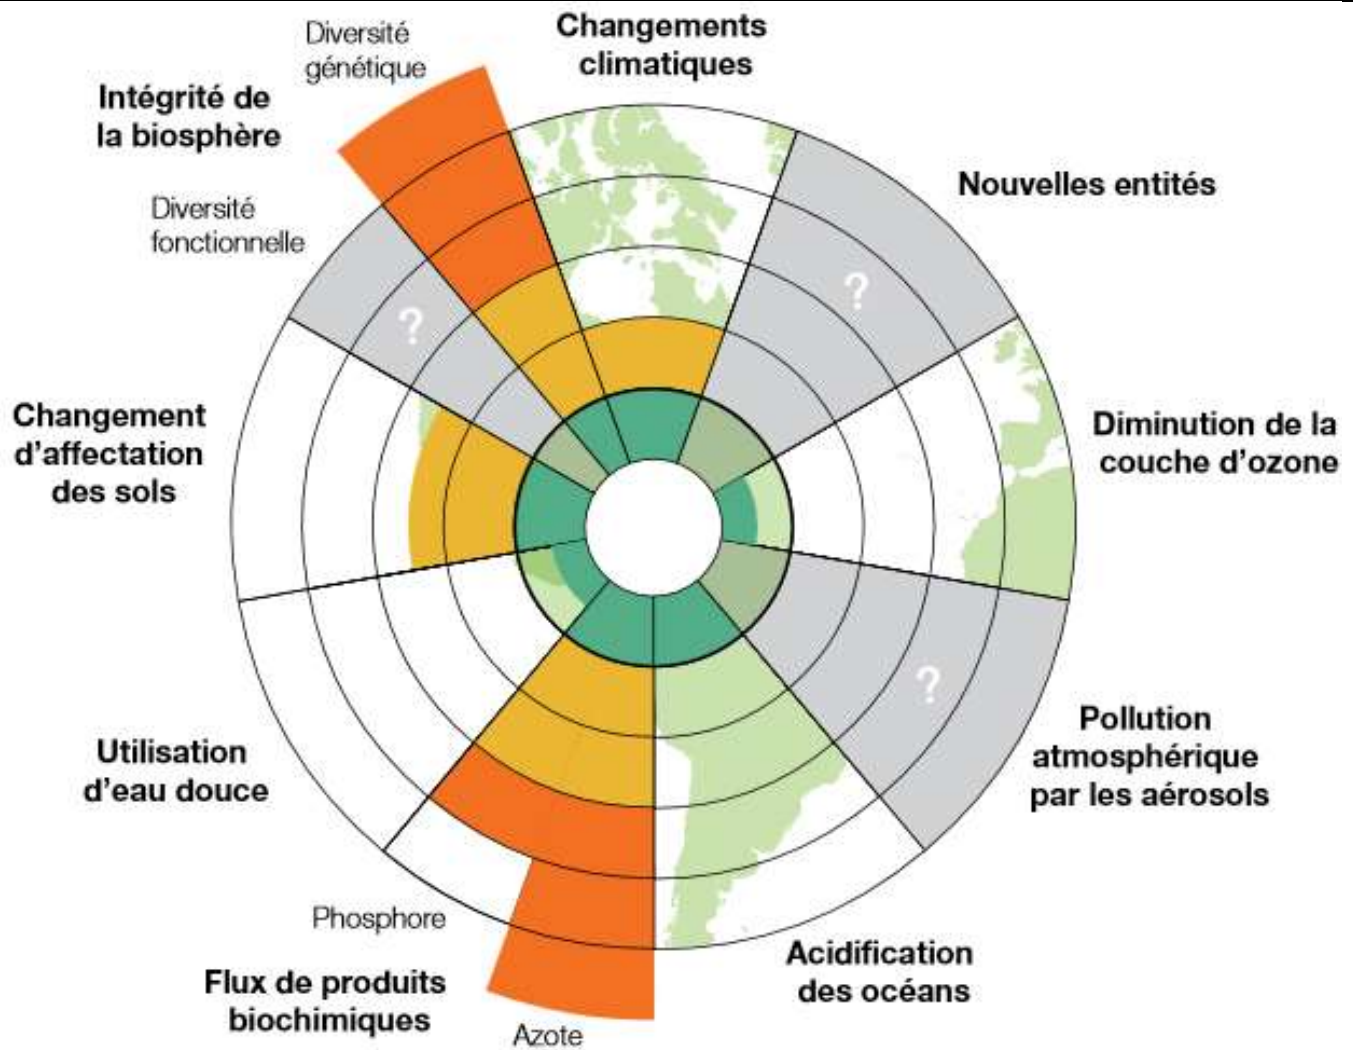 Diversité
génétique
Changements
climatiques
Intégrité de
la biosphère
Nouvelles entités
Diversité
fonctionnelle
?
?
Changement
d'affectation
des sols
Diminution de la
couche d'ozone
?
Utilisation
d'eau douce
Pollution
atmosphérique
par les aérosols
Phosphore
Flux de produits
biochimiques
Azote
Acidification
des océans